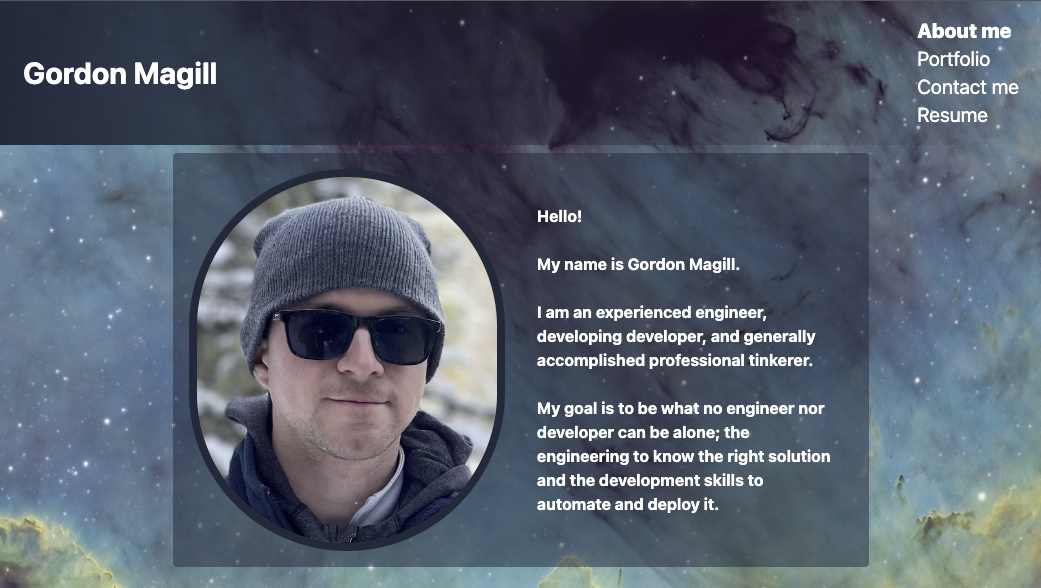 Gordon Magill
About me
Portfolio
Contact me
Resume
Hello!
My name is Gordon Magill.
I am an experienced engineer,
developing developer, and generally
accomplished professional tinkerer.
My goal is to be what no engineer nor
developer can be alone; the
engineering to know the right solution
and the development skills to
automate and deploy it.